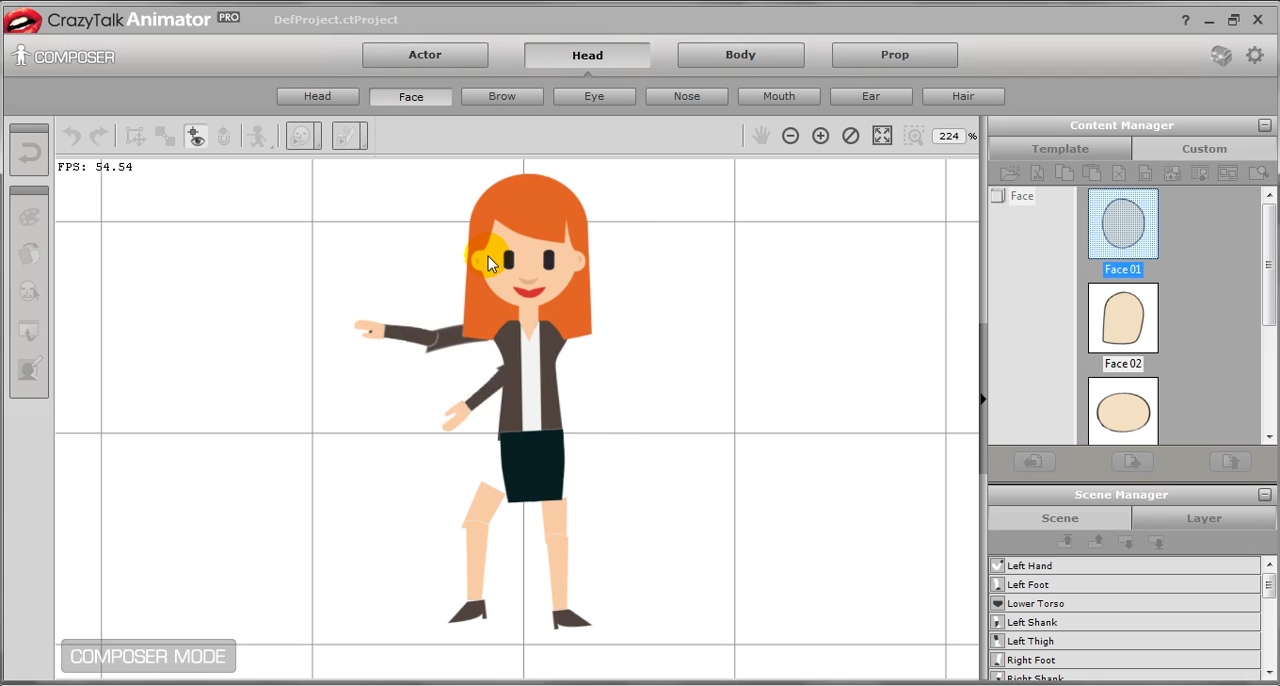 CrazyTalk Animator PRO DefProject.ctProject ?
COMPOSER Actor Head Body Prop
Head Face Brow Eye Nose Mouth Ear Hair
224 %
FPS: 54.54
Content Manager
Template Custom
Face
Face 01
Face 02
Scene Manager
Scene Layer
Left Hand
Left Foot
Lower Torso
Left Shank
Left Thigh
Right Foot
Right Shank
COMPOSER MODE